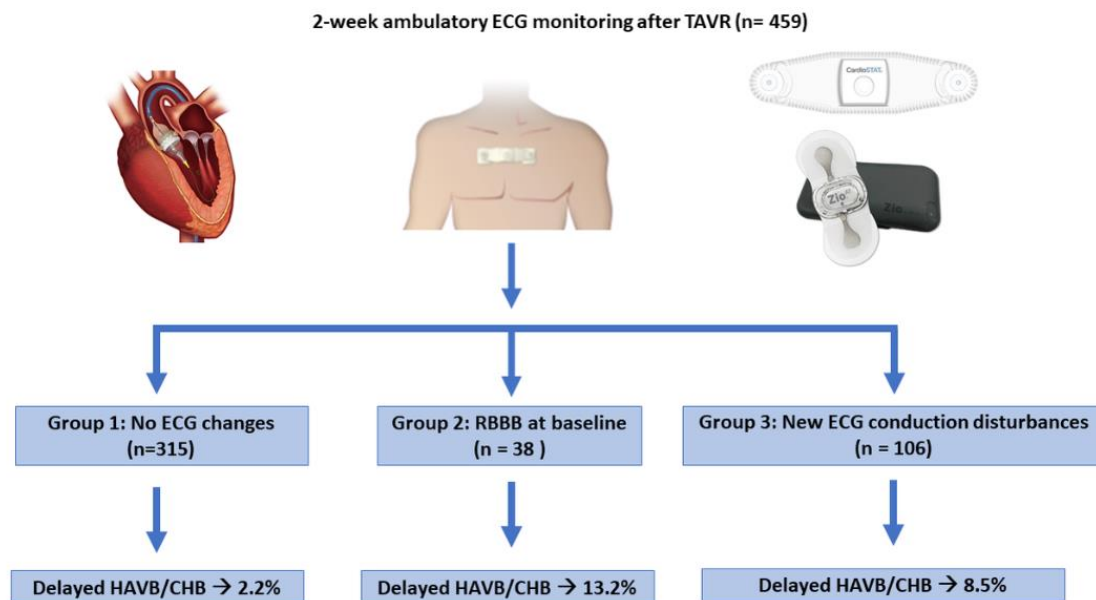 2-week ambulatory ECG monitoring after TAVR (n= 459)
CardioSTAT.
Zio
Zio
Group 1: No ECG changes
(n=315)
Group 2: RBBB at baseline
(n = 38 )
Group 3: New ECG conduction disturbances
(n = 106)
Delayed HAVB/CHB → 2.2%
Delayed HAVB/CHB → 13.2%
Delayed HAVB/CHB → 8.5%